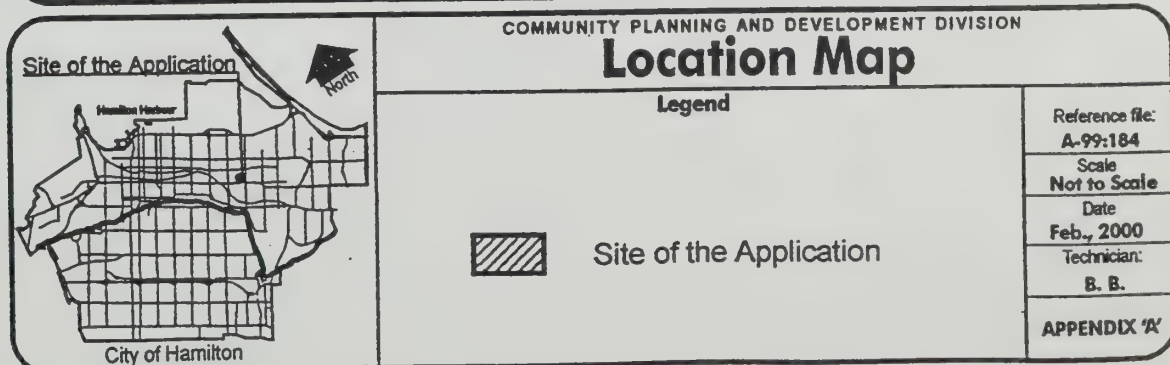 Site of the Application
North
Hamilton Harbour
City of Hamilton
COMMUNITY PLANNING AND DEVELOPMENT DIVISION
Location Map
Legend
Site of the Application
Reference file:
A-99:184
Scale
Not to Scale
Date
Feb., 2000
Technician:
B. B.
APPENDIX 'A'